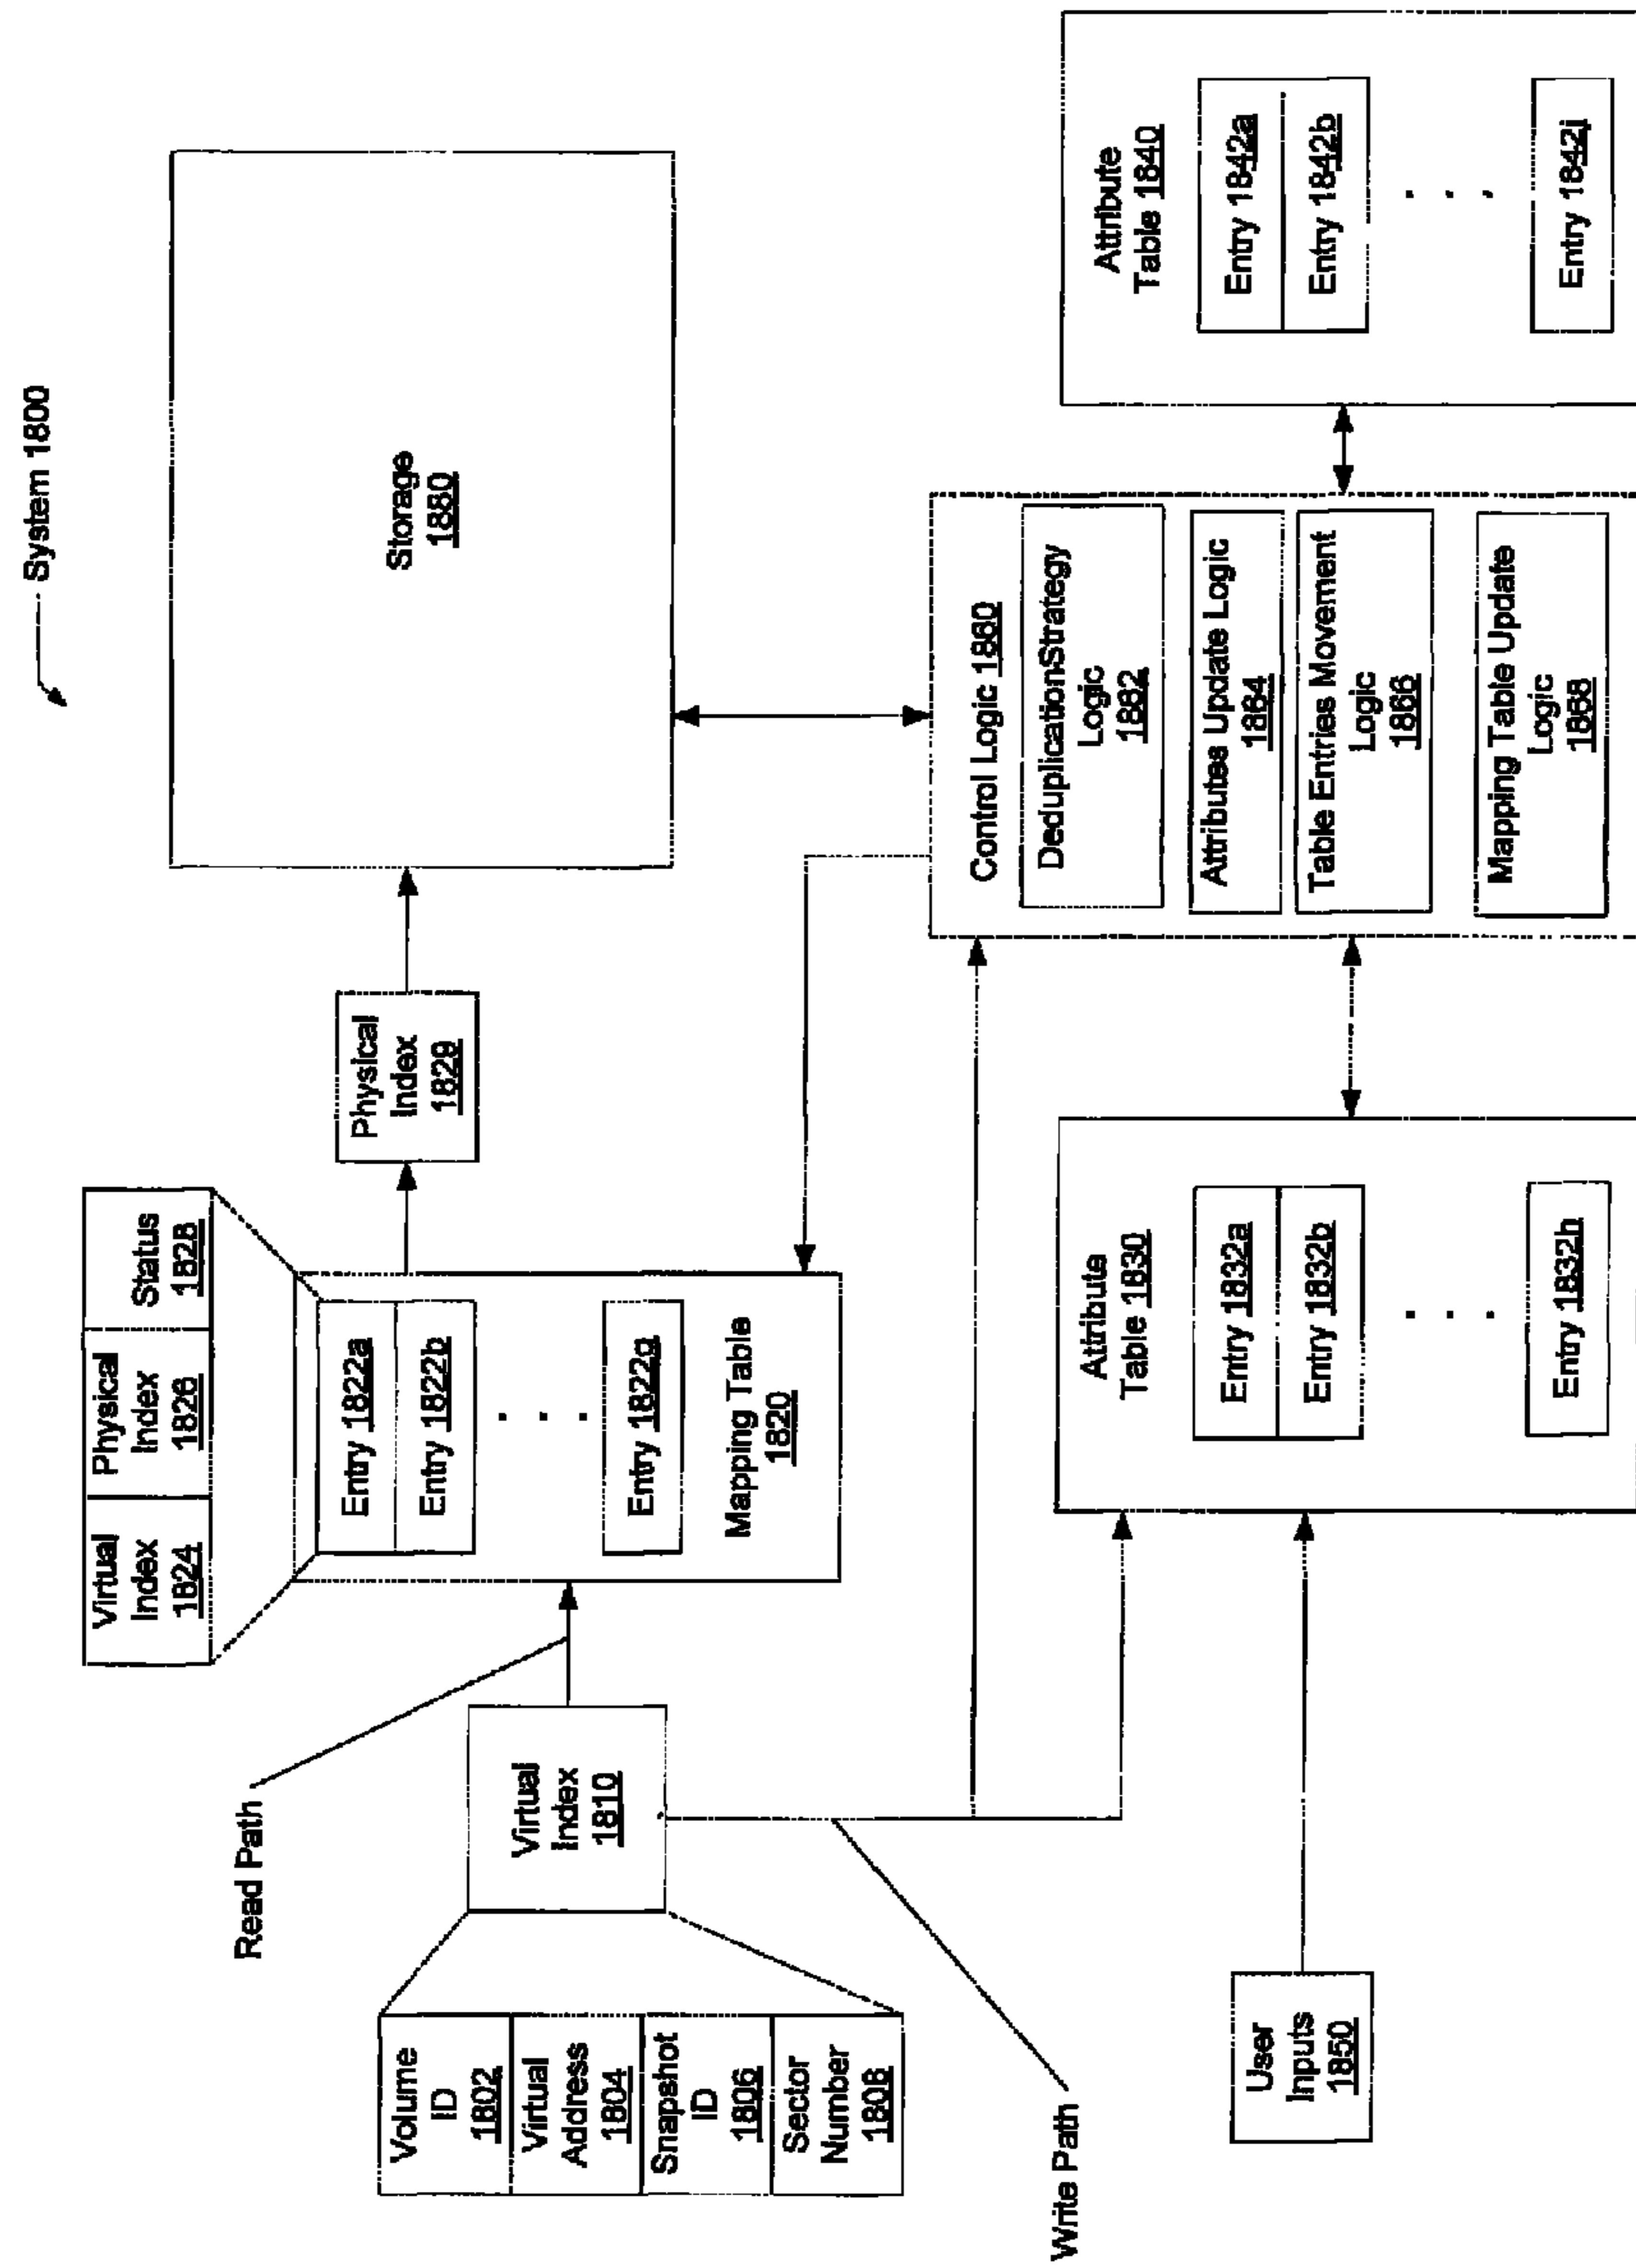 System 1800
Virtual
Index
1824
Physical
Index
1826
Status
1828
Read Path
Volume
ID
1802
Virtual
Address
1804
Snapshot
ID
1806
Sector
Number
1808
Virtual
Index
1810
Entry 1822a
Entry 1822b
. . .
Entry 1822g
Mapping Table
1820
Physical
Index
1829
Storage
1880
Write Path
User
Inputs
1850
Attribute
Table 1830
Entry 1832a
Entry 1832b
. . .
Entry 1832h
Control Logic 1860
DeduplicationStrategy
Logic
1862
Attributes Update Logic
1864
Table Entries Movement
Logic
1866
Mapping Table Update
Logic
1868
Attribute
Table 1840
Entry 1842a
Entry 1842b
. . .
Entry 1842j